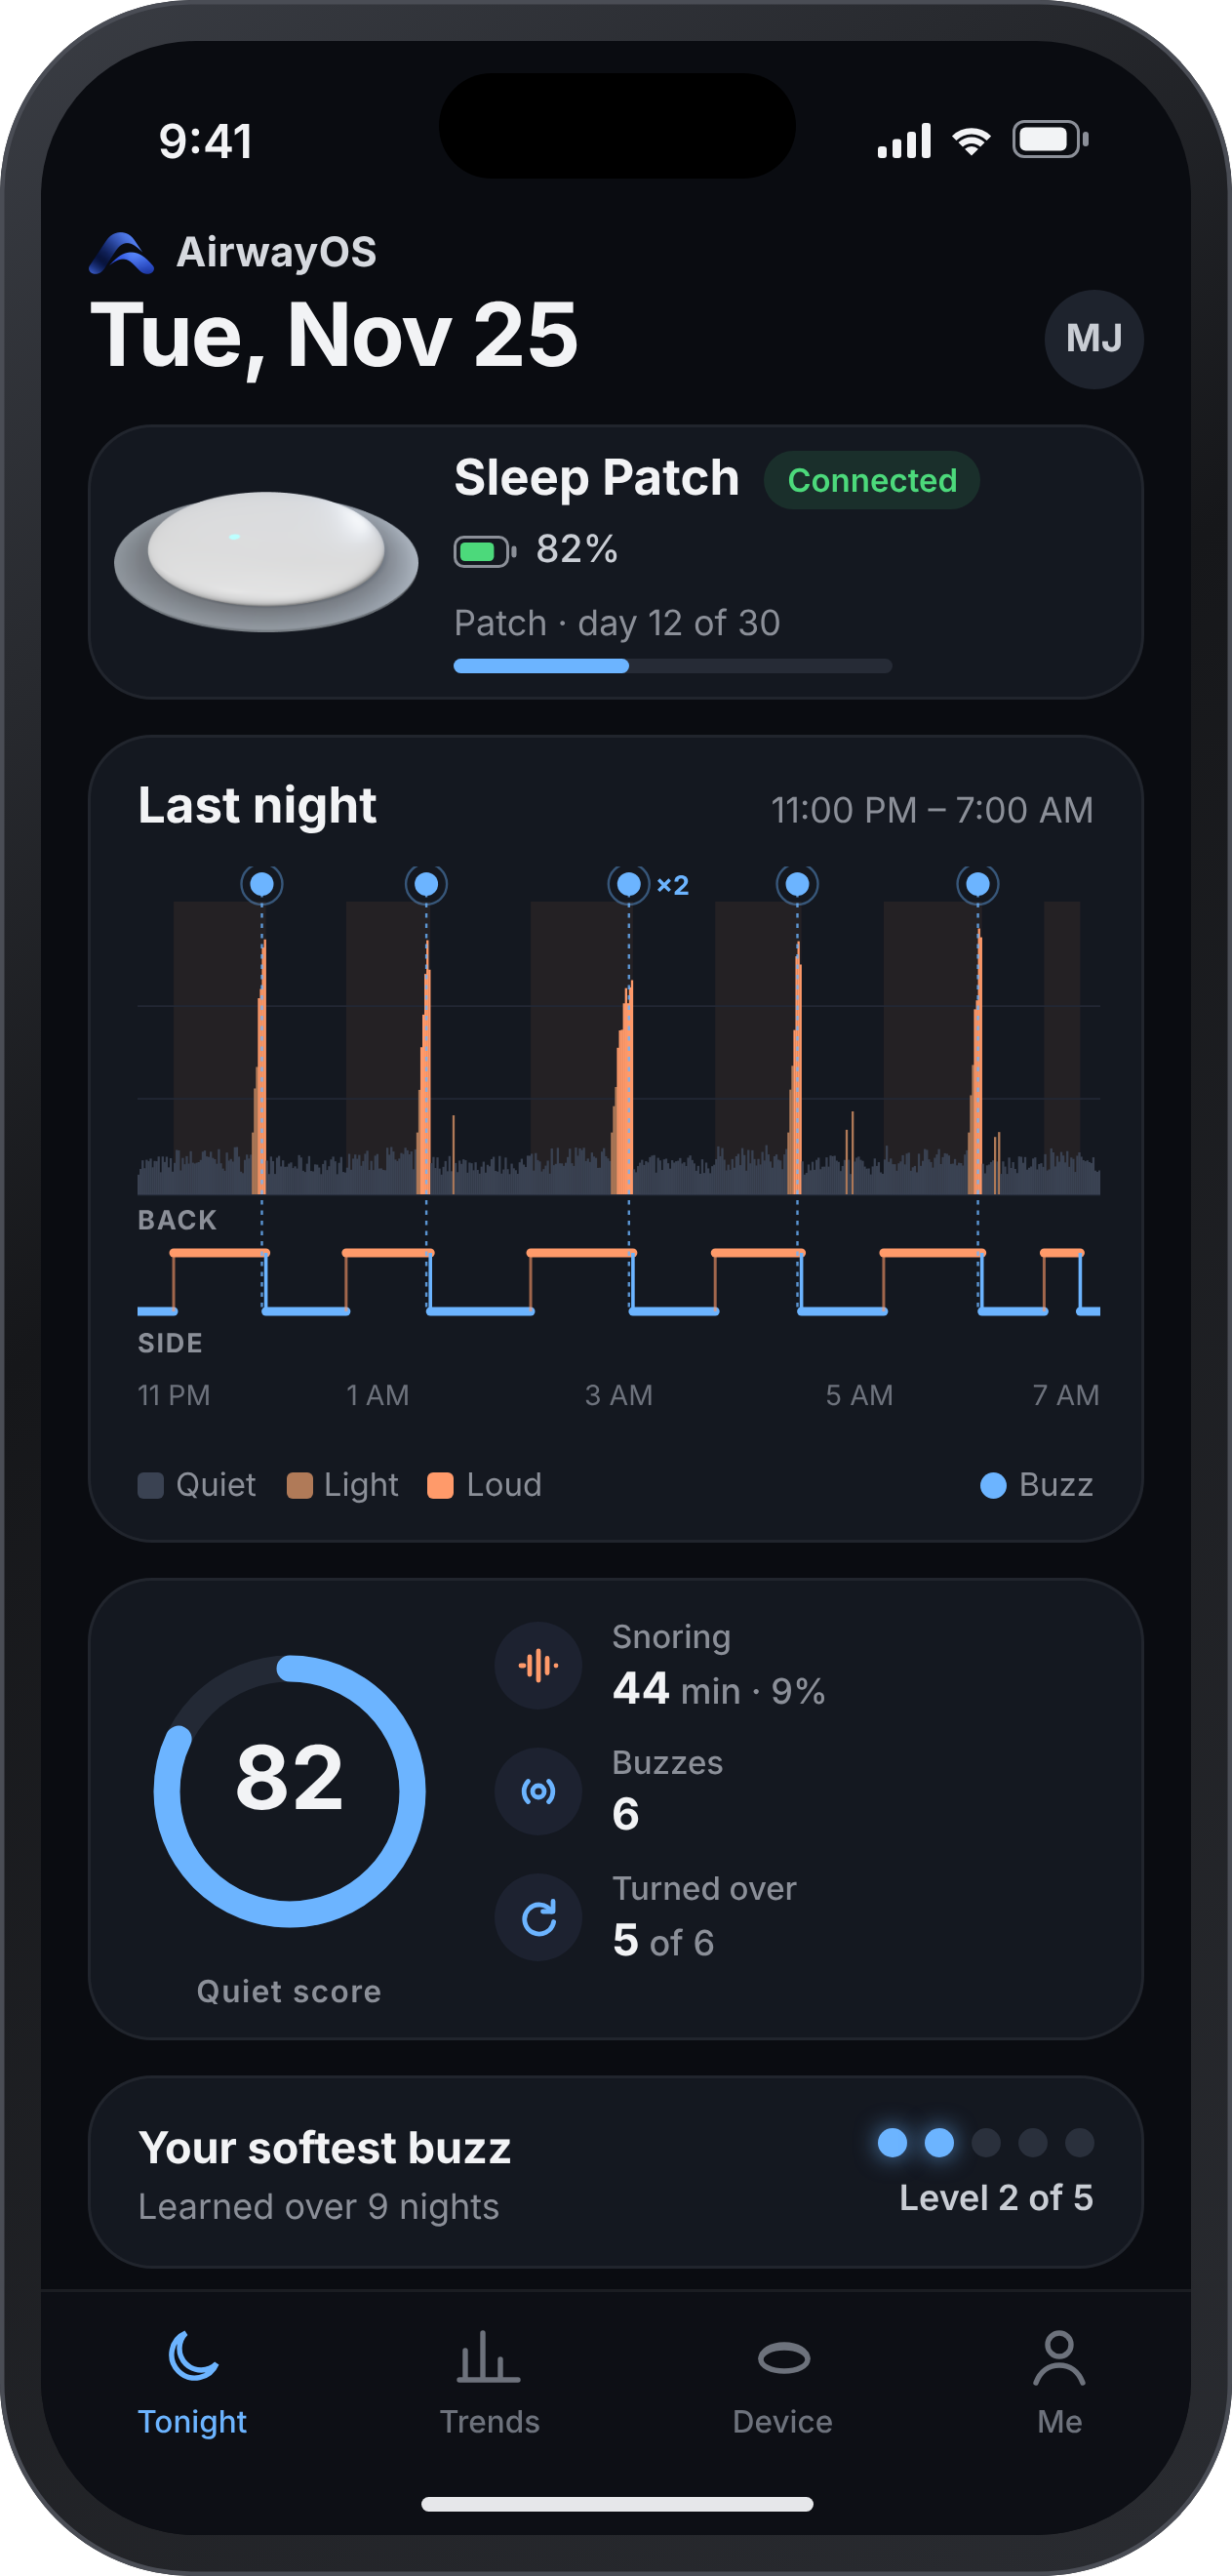 9:41
AirwayOS
Tue, Nov 25
MJ
Sleep Patch Connected
82%
Patch · day 12 of 30
Last night 11:00 PM – 7:00 AM
×2
BACK
SIDE
11 PM 1 AM 3 AM 5 AM 7 AM
Quiet Light Loud Buzz
82
Quiet score
Snoring
44 min · 9%
Buzzes
6
Turned over
5 of 6
Your softest buzz
Learned over 9 nights
Level 2 of 5
Tonight Trends Device Me